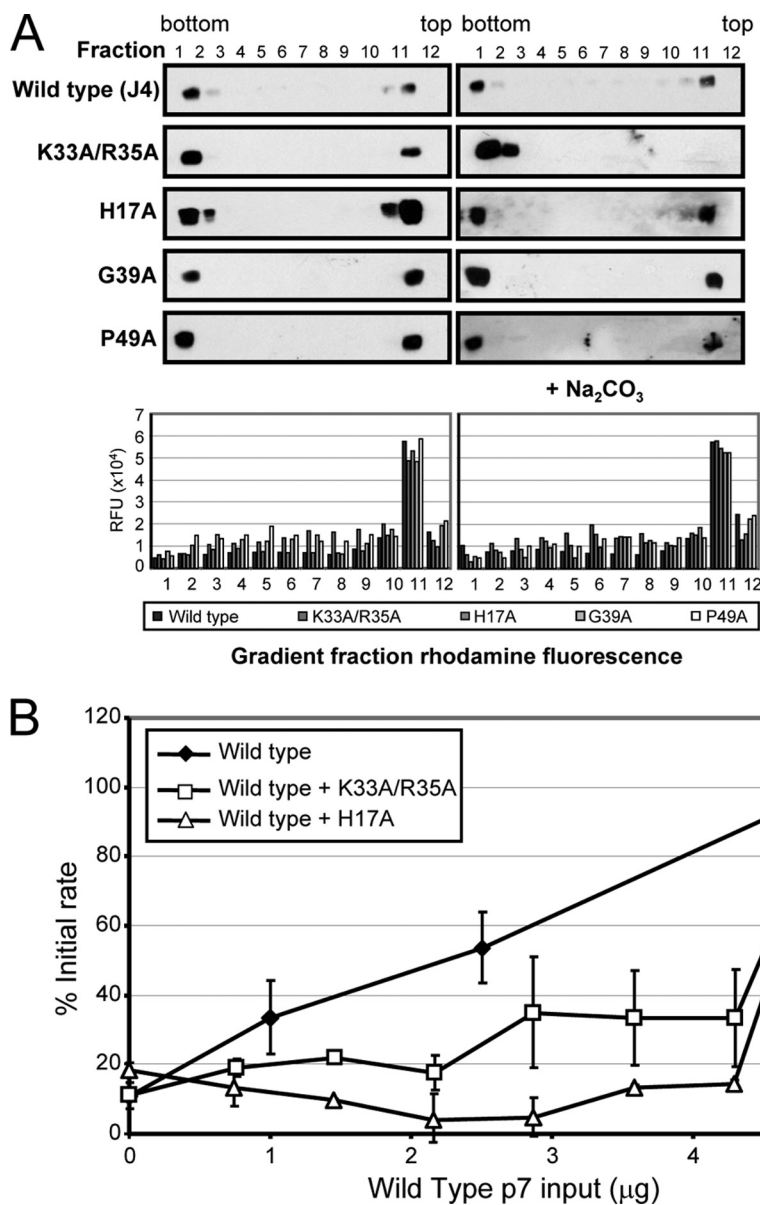 A
bottom top bottom top
Fraction 1 2 3 4 5 6 7 8 9 10 11 12 1 2 3 4 5 6 7 8 9 10 11 12
Wild type (J4)
K33A/R35A
H17A
G39A
P49A
+ Na₂CO₃
RFU (x10⁴)
7
6
5
4
3
2
1
0
1 2 3 4 5 6 7 8 9 10 11 12 1 2 3 4 5 6 7 8 9 10 11 12
Wild type K33A/R35A H17A G39A P49A
Gradient fraction rhodamine fluorescence
B
% Initial rate
120
100
80
60
40
20
0
Wild type
Wild type + K33A/R35A
Wild type + H17A
0 1 2 3 4
Wild Type p7 input (μg)